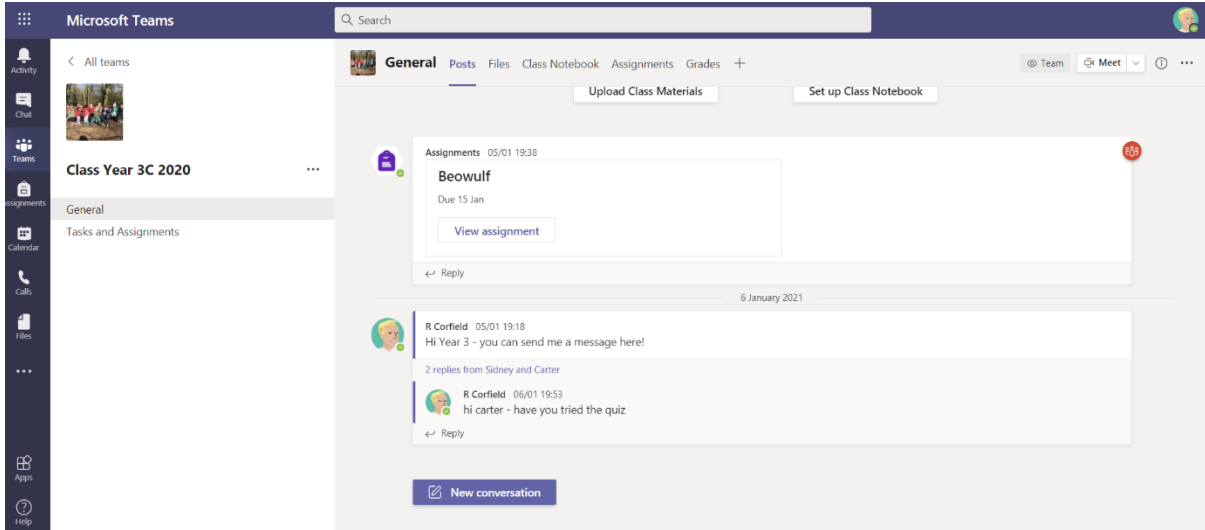 Microsoft Teams
Search
Activity
Chat
Teams
Assignments
Calendar
Calls
Files
Apps
Help
All teams
Class Year 3C 2020
General
Tasks and Assignments
General Posts Files Class Notebook Assignments Grades
Team Meet
Upload Class Materials Set up Class Notebook
Assignments 05/01 19:38
Beowulf
Due 15 Jan
View assignment
Reply
6 January 2021
R Corfield 05/01 19:18
Hi Year 3 - you can send me a message here!
2 replies from Sidney and Carter
R Corfield 06/01 19:53
hi carter - have you tried the quiz
Reply
New conversation